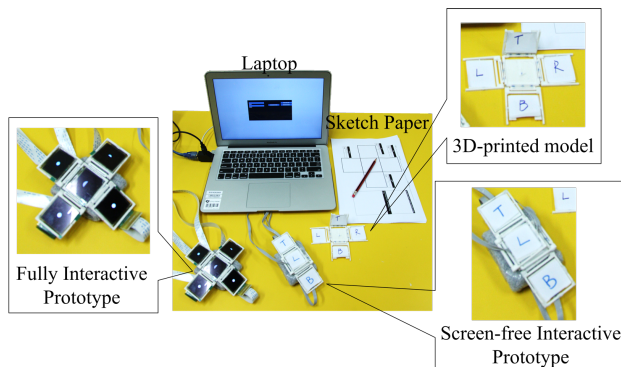 Laptop
T
L R
B
Sketch Paper
3D-printed model
Fully Interactive
Prototype
T
L
B
T
L R
B
L
T
L
B
Screen-free Interactive
Prototype